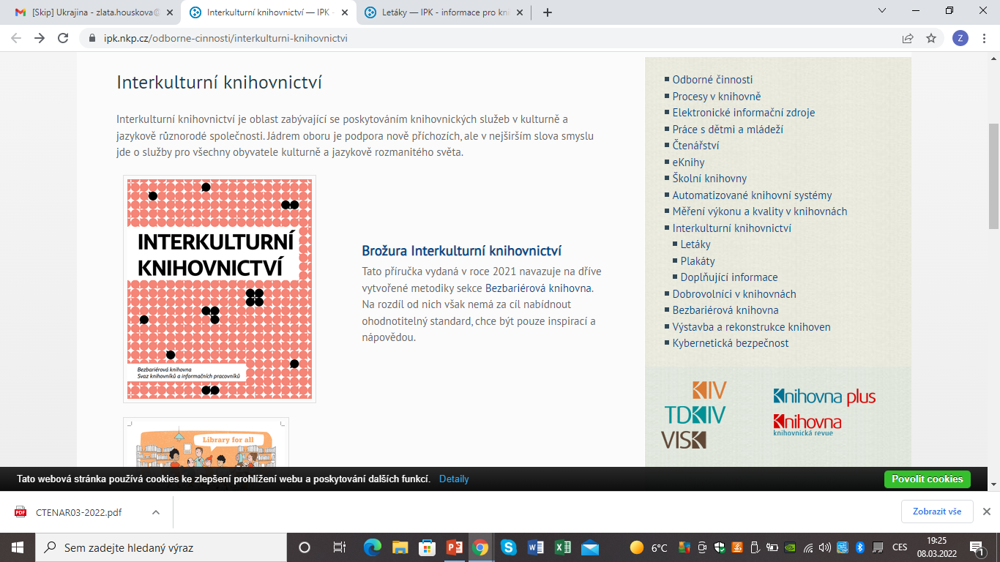 [Skip] Ukrajina - zlata.houskova@
Interkulturní knihovnictví — IPK -
Letáky — IPK - informace pro kni
ipk.nkp.cz/odborne-cinnosti/interkulturni-knihovnictvi
Z
Interkulturní knihovnictví
Interkulturní knihovnictví je oblast zabývající se poskytováním knihovnických služeb v kulturně a
jazykově různorodé společnosti. Jádrem oboru je podpora nově příchozích, ale v nejširším slova smyslu
jde o služby pro všechny obyvatele kulturně a jazykově rozmanitého světa.
INTERKULTURNÍ
KNIHOVNICTVÍ
Bezbariérová knihovna
Svaz knihovníků a informačních pracovníků
Brožura Interkulturní knihovnictví
Tato příručka vydaná v roce 2021 navazuje na dříve
vytvořené metodiky sekce Bezbariérová knihovna.
Na rozdíl od nich však nemá za cíl nabídnout
ohodnotitelný standard, chce být pouze inspirací a
nápovědou.
Library for all
Odborné činnosti
Procesy v knihovně
Elektronické informační zdroje
Práce s dětmi a mládeží
Čtenářství
eKnihy
Školní knihovny
Automatizované knihovní systémy
Měření výkonu a kvality v knihovnách
Interkulturní knihovnictví
Letáky
Plakáty
Doplňující informace
Dobrovolníci v knihovnách
Bezbariérová knihovna
Výstavba a rekonstrukce knihoven
Kybernetická bezpečnost
KIV
TDKIV
VISK
Knihovna plus
Knihovna
knihovnická revue
Tato webová stránka používá cookies ke zlepšení prohlížení webu a poskytování dalších funkcí. Detaily
Povolit cookies
PDF
CTENAR03-2022.pdf
Zobrazit vše
Sem zadejte hledaný výraz
6°C
CES
19:25
08.03.2022
1